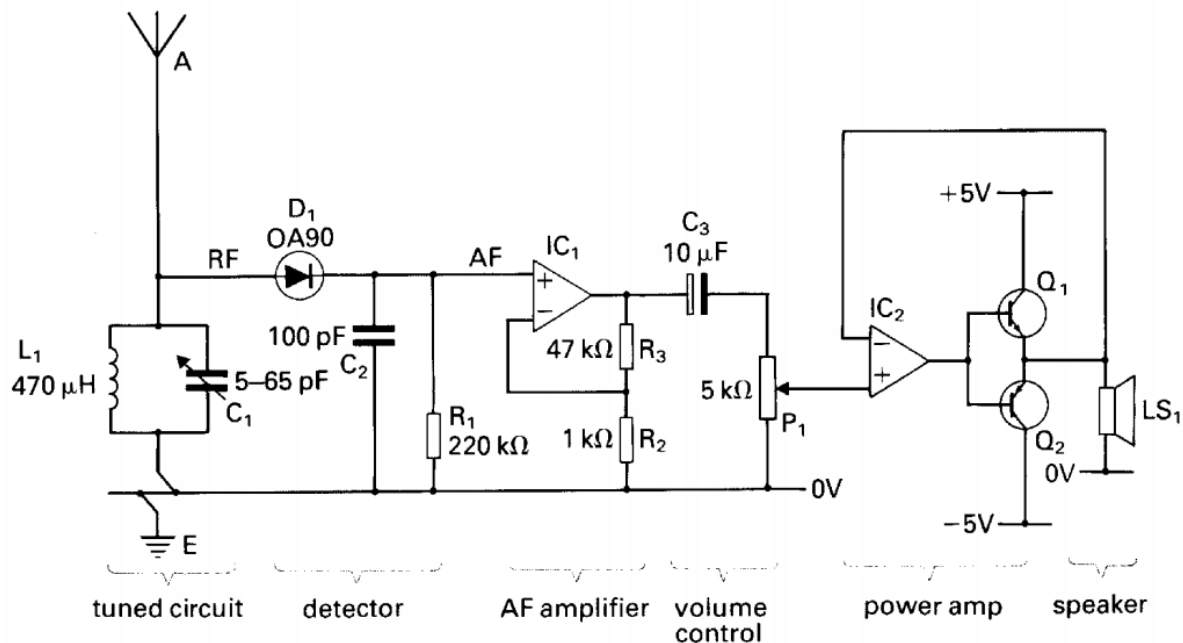 A
D₁
OA90
RF
AF
IC₁
C₃
10 μF
+5V
Q₁
IC₂
L₁
470 μH
5–65 pF
C₁
100 pF
C₂
R₁
220 kΩ
+
−
47 kΩ
R₃
1 kΩ
R₂
5 kΩ
P₁
−
+
Q₂
LS₁
0V
0V
−5V
E
tuned circuit
detector
AF amplifier
volume
control
power amp
speaker